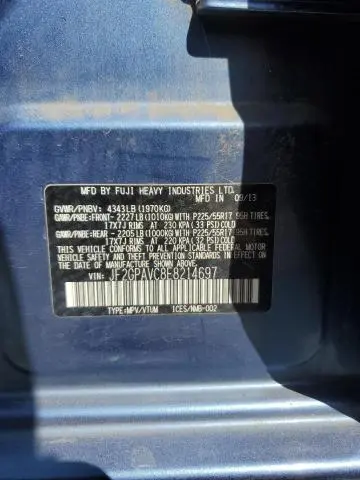 MFD BY FUJI HEAVY INDUSTRIES LTD. IN 09/13
GVWR/PNBV: 4343LB(1970KG)
GAWR/PNBE:FRONT- 2227LB(1010KG)WITH P225/55R17 95H TIRES,
17X7J RIMS AT 230 KPA (33 PSI) COLD
GAWR/PNBE:REAR - 2205LB(1000KG)WITH P225/55R17 95H TIRES,
17X7J RIMS AT 220 KPA (32 PSI) COLD
THIS VEHICLE CONFORMS TO ALL APPLICABLE
FEDERAL MOTOR VEHICLE SAFETY, BUMPER,
AND THEFT PREVENTION STANDARDS IN EFFECT
ON THE DATE OF MANUFACTURE SHOWN ABOVE.
VIN: JF2GPAVC8E8214697
TYPE:MPV/VTUM ICES/NMB-002